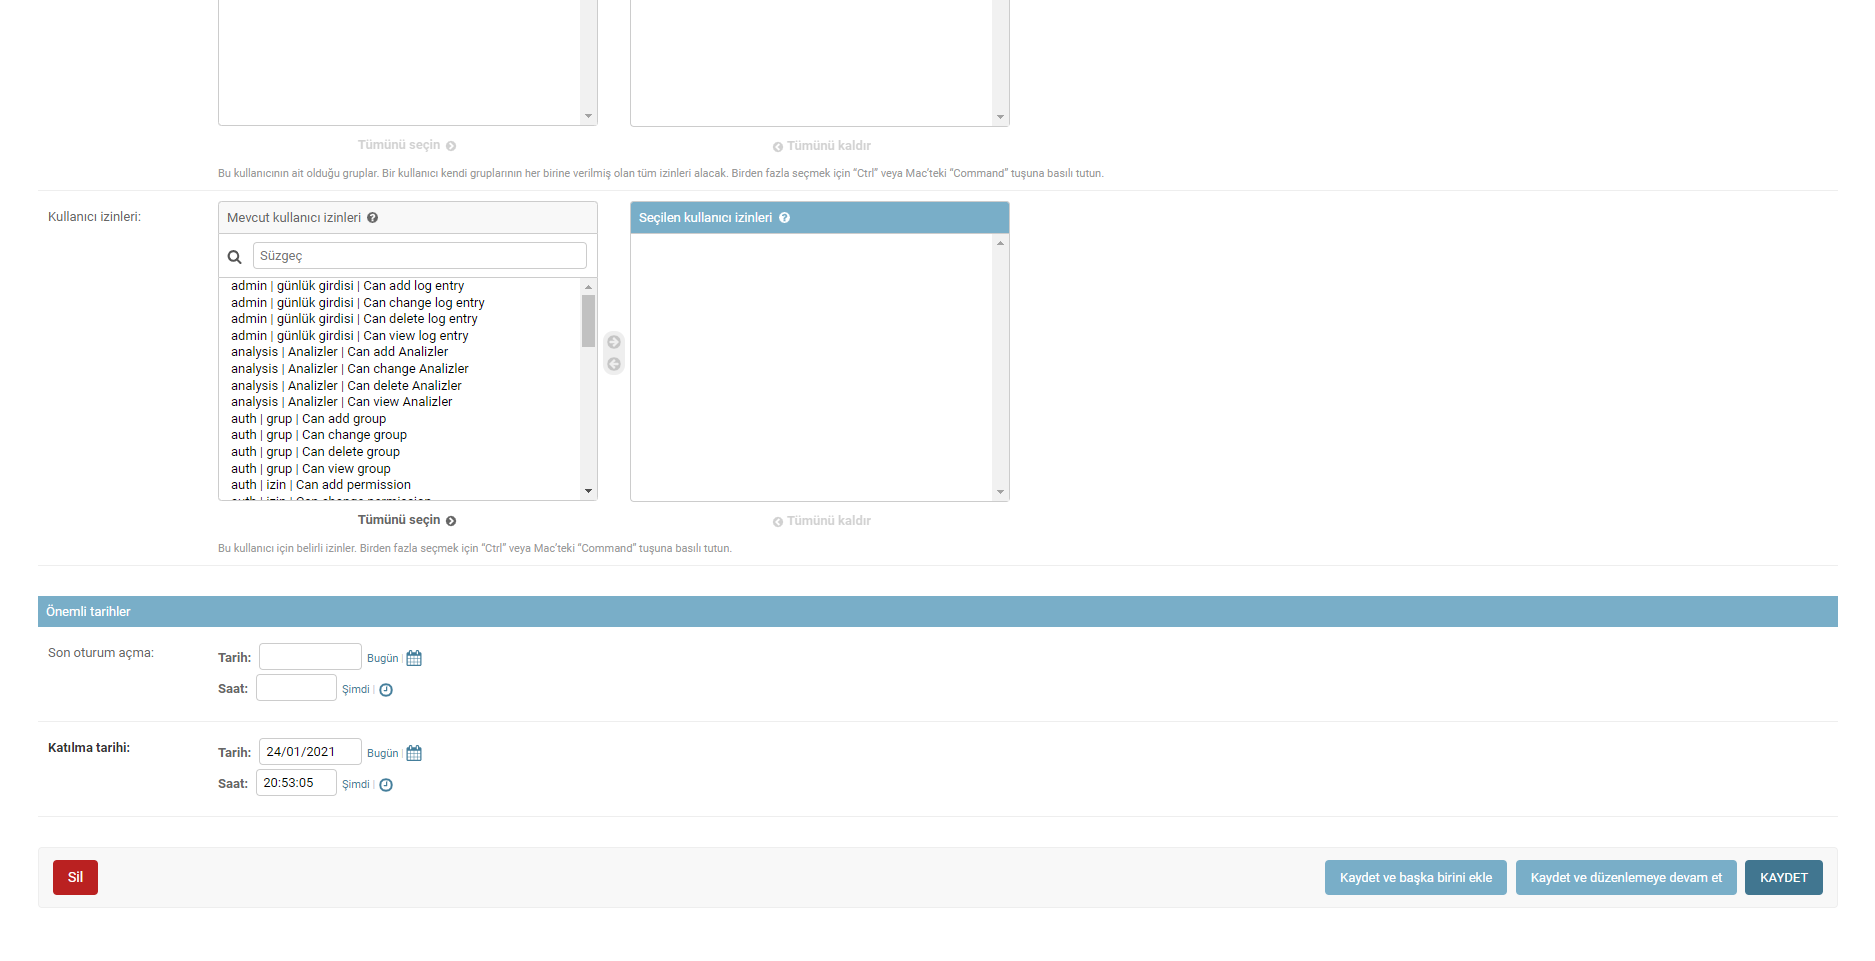 Tümünü seçin
Tümünü kaldır
Bu kullanıcının ait olduğu gruplar. Bir kullanıcı kendi gruplarının her birine verilmiş olan tüm izinleri alacak. Birden fazla seçmek için “Ctrl” veya Mac’teki “Command” tuşuna basılı tutun.
Kullanıcı izinleri:
Mevcut kullanıcı izinleri
Süzgeç
admin | günlük girdisi | Can add log entry
admin | günlük girdisi | Can change log entry
admin | günlük girdisi | Can delete log entry
admin | günlük girdisi | Can view log entry
analysis | Analizler | Can add Analizler
analysis | Analizler | Can change Analizler
analysis | Analizler | Can delete Analizler
analysis | Analizler | Can view Analizler
auth | grup | Can add group
auth | grup | Can change group
auth | grup | Can delete group
auth | grup | Can view group
auth | izin | Can add permission
auth | izin | Can change permission
Tümünü seçin
Seçilen kullanıcı izinleri
Tümünü kaldır
Bu kullanıcı için belirli izinler. Birden fazla seçmek için “Ctrl” veya Mac’teki “Command” tuşuna basılı tutun.
Önemli tarihler
Son oturum açma:
Tarih: Bugün |
Saat: Şimdi |
Katılma tarihi:
Tarih: 24/01/2021 Bugün |
Saat: 20:53:05 Şimdi |
Sil
Kaydet ve başka birini ekle
Kaydet ve düzenlemeye devam et
KAYDET